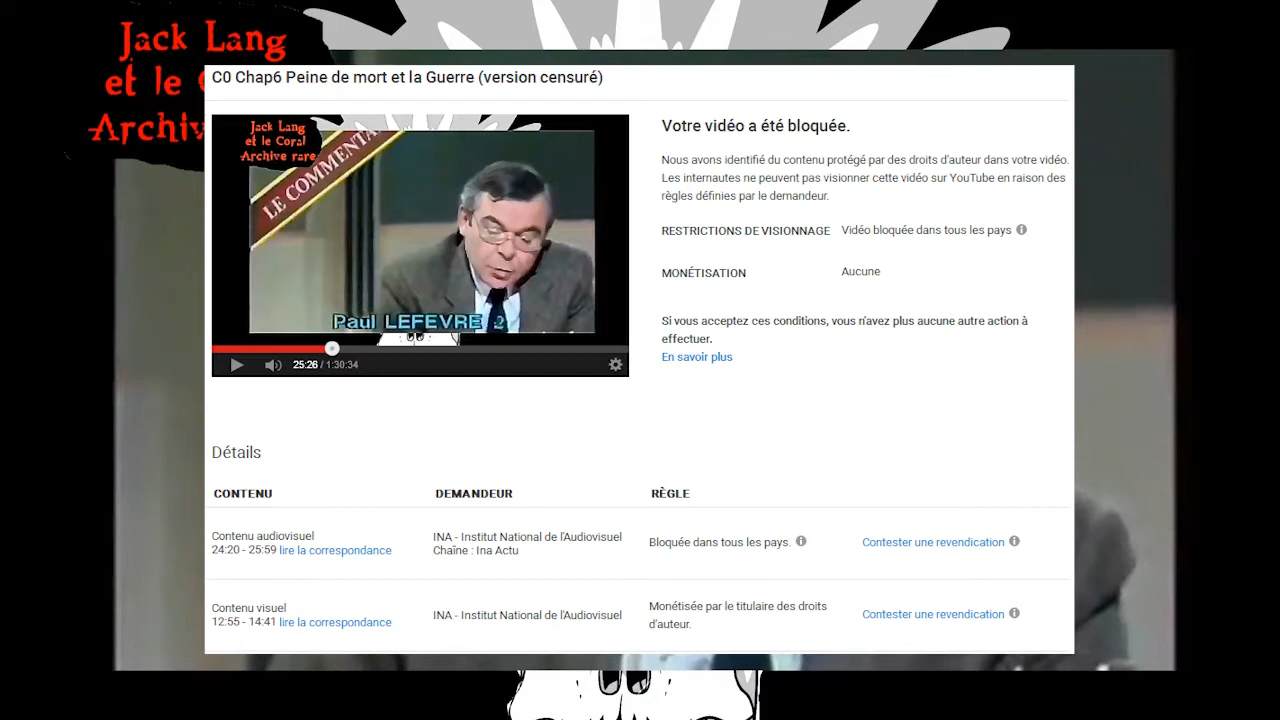 Jack Lang
et le C
Archiv
C0 Chap6 Peine de mort et la Guerre (version censuré)
Jack Lang
et le Coral
Archive rare
LE COMMENTA
Paul LEFEVRE 2
25:26 / 1:30:34
Votre vidéo a été bloquée.
Nous avons identifié du contenu protégé par des droits d'auteur dans votre vidéo.
Les internautes ne peuvent pas visionner cette vidéo sur YouTube en raison des
règles définies par le demandeur.
RESTRICTIONS DE VISIONNAGE Vidéo bloquée dans tous les pays
MONÉTISATION Aucune
Si vous acceptez ces conditions, vous n'avez plus aucune autre action à
effectuer.
En savoir plus
Détails
CONTENU DEMANDEUR RÈGLE
Contenu audiovisuel
24:20 - 25:59 lire la correspondance
INA - Institut National de l'Audiovisuel
Chaîne : Ina Actu
Bloquée dans tous les pays.
Contester une revendication
Contenu visuel
12:55 - 14:41 lire la correspondance
INA - Institut National de l'Audiovisuel
Monétisée par le titulaire des droits
d'auteur.
Contester une revendication